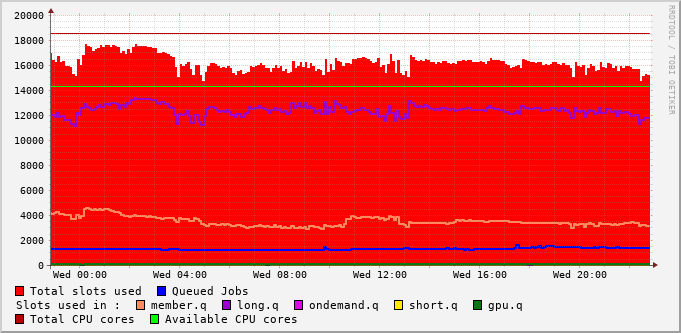 20000
18000
16000
14000
12000
10000
8000
6000
4000
2000
0
Wed 00:00 Wed 04:00 Wed 08:00 Wed 12:00 Wed 16:00 Wed 20:00
RRDTOOL / TOBI OETIKER
Total slots used Queued Jobs
Slots used in : member.q long.q ondemand.q short.q gpu.q
Total CPU cores Available CPU cores